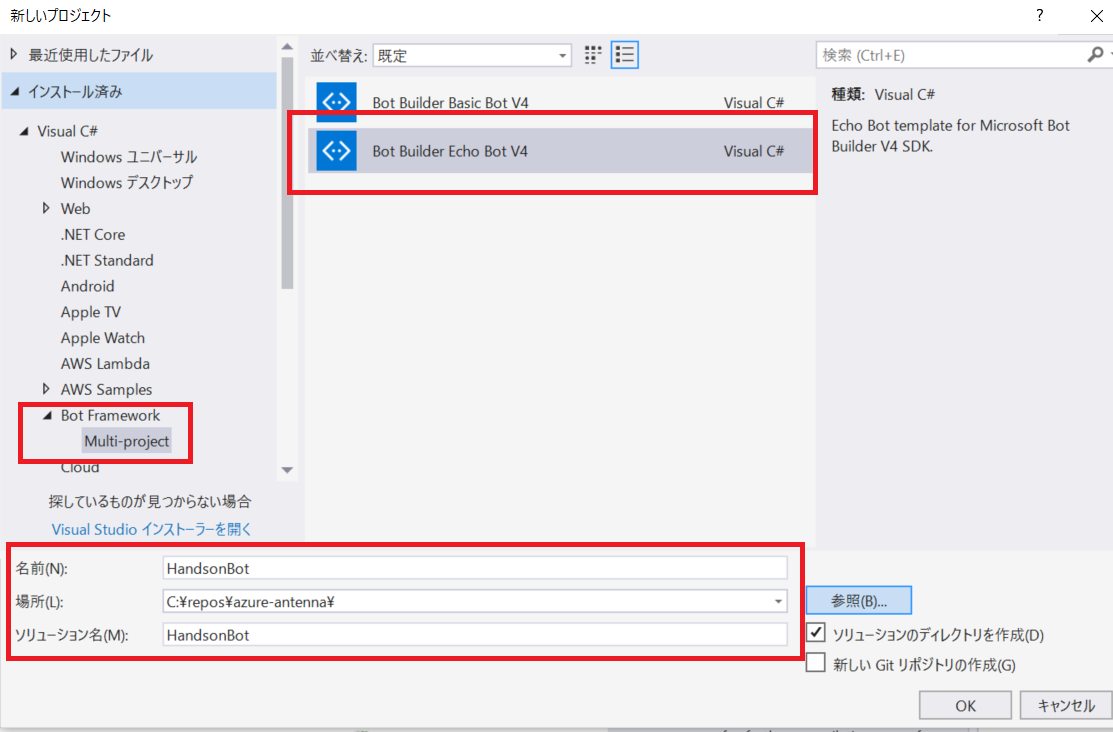 新しいプロジェクト
?
最近使用したファイル
インストール済み
Visual C#
Windows ユニバーサル
Windows デスクトップ
Web
.NET Core
.NET Standard
Android
Apple TV
Apple Watch
AWS Lambda
AWS Samples
Bot Framework
Multi-project
Cloud
探しているものが見つからない場合
Visual Studio インストーラーを開く
並べ替え: 既定
Bot Builder Basic Bot V4 Visual C#
Bot Builder Echo Bot V4 Visual C#
検索 (Ctrl+E)
種類: Visual C#
Echo Bot template for Microsoft Bot
Builder V4 SDK.
名前(N): HandsonBot
場所(L): C:¥repos¥azure-antenna¥ 参照(B)...
ソリューション名(M): HandsonBot
ソリューションのディレクトリを作成(D)
新しい Git リポジトリの作成(G)
OK キャンセル